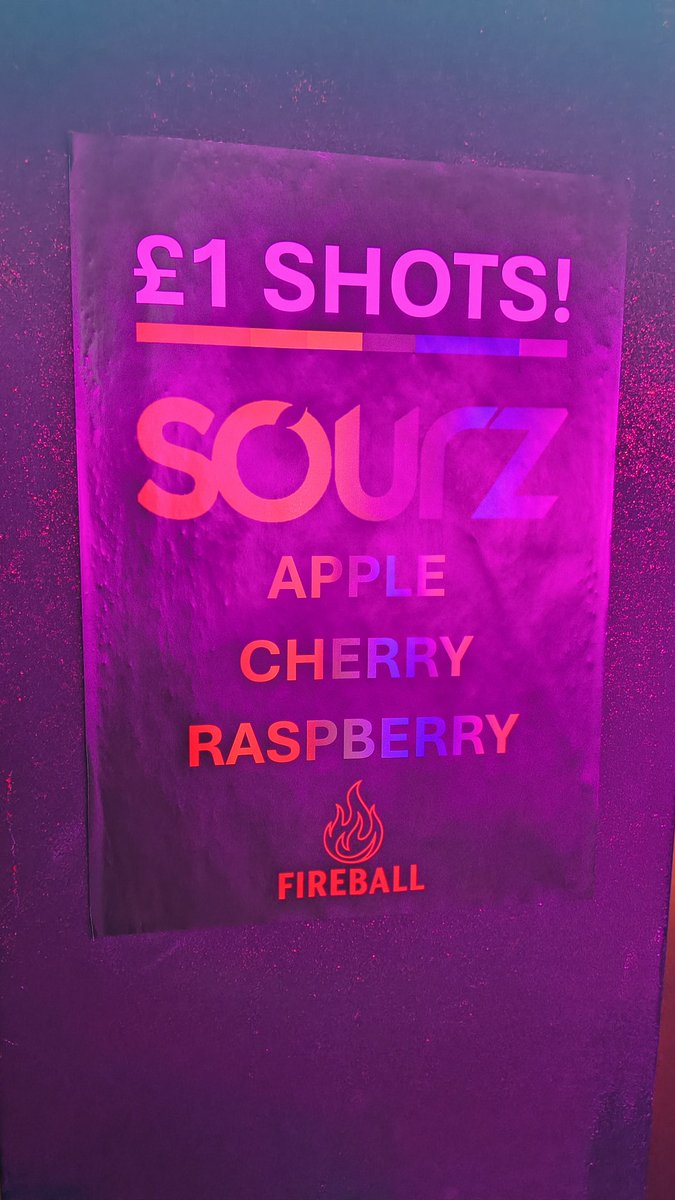 £1 SHOTS!
SOURZ
APPLE
CHERRY
RASPBERRY
FIREBALL